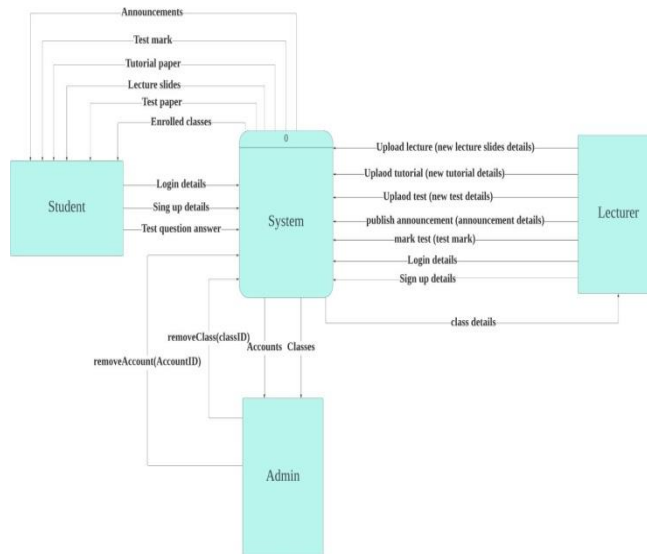 Announcements
Test mark
Tutorial paper
Lecture slides
Test paper
Enrolled classes
0
Upload lecture (new lecture slides details)
Uplaod tutorial (new tutorial details)
Uplaod test (new test details)
publish announcement (announcement details)
mark test (test mark)
Login details
Sign up details
Student
Login details
Sing up details
Test question answer
System
Lecturer
class details
removeClass(classID)
removeAccount(AccountID)
Accounts
Classes
Admin